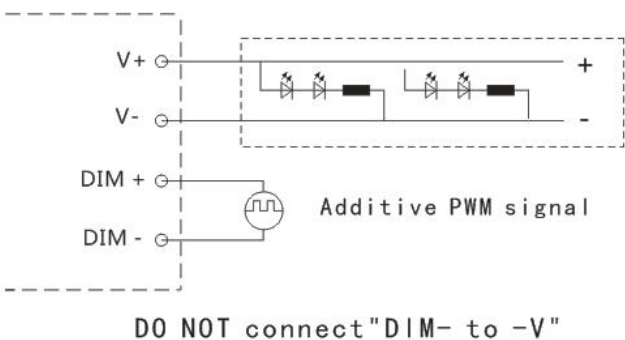 V+
+
V-
-
DIM +
Additive PWM signal
DIM -
DO NOT connect"DIM- to -V"